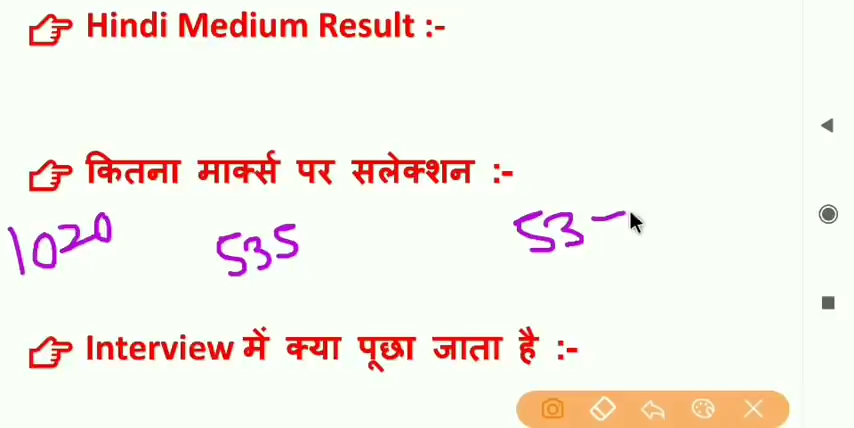 Hindi Medium Result :-
कितना मार्क्स पर सलेक्शन :-
1020 535 53
Interview में क्या पूछा जाता है :-